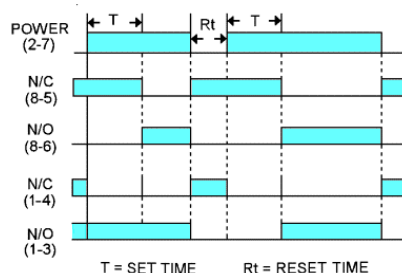 T Rt T
POWER
(2-7)
N/C
(8-5)
N/O
(8-6)
N/C
(1-4)
N/O
(1-3)
T = SET TIME Rt = RESET TIME